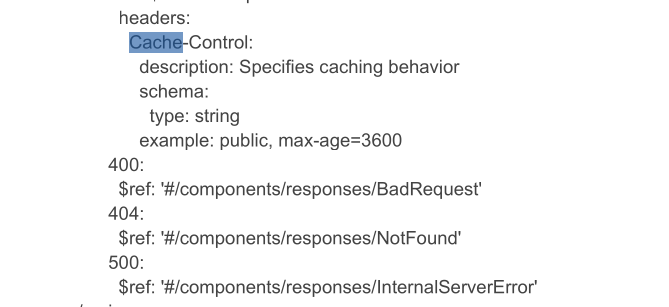 headers:
Cache-Control:
description: Specifies caching behavior
schema:
type: string
example: public, max-age=3600
400:
$ref: '#/components/responses/BadRequest'
404:
$ref: '#/components/responses/NotFound'
500:
$ref: '#/components/responses/InternalServerError'